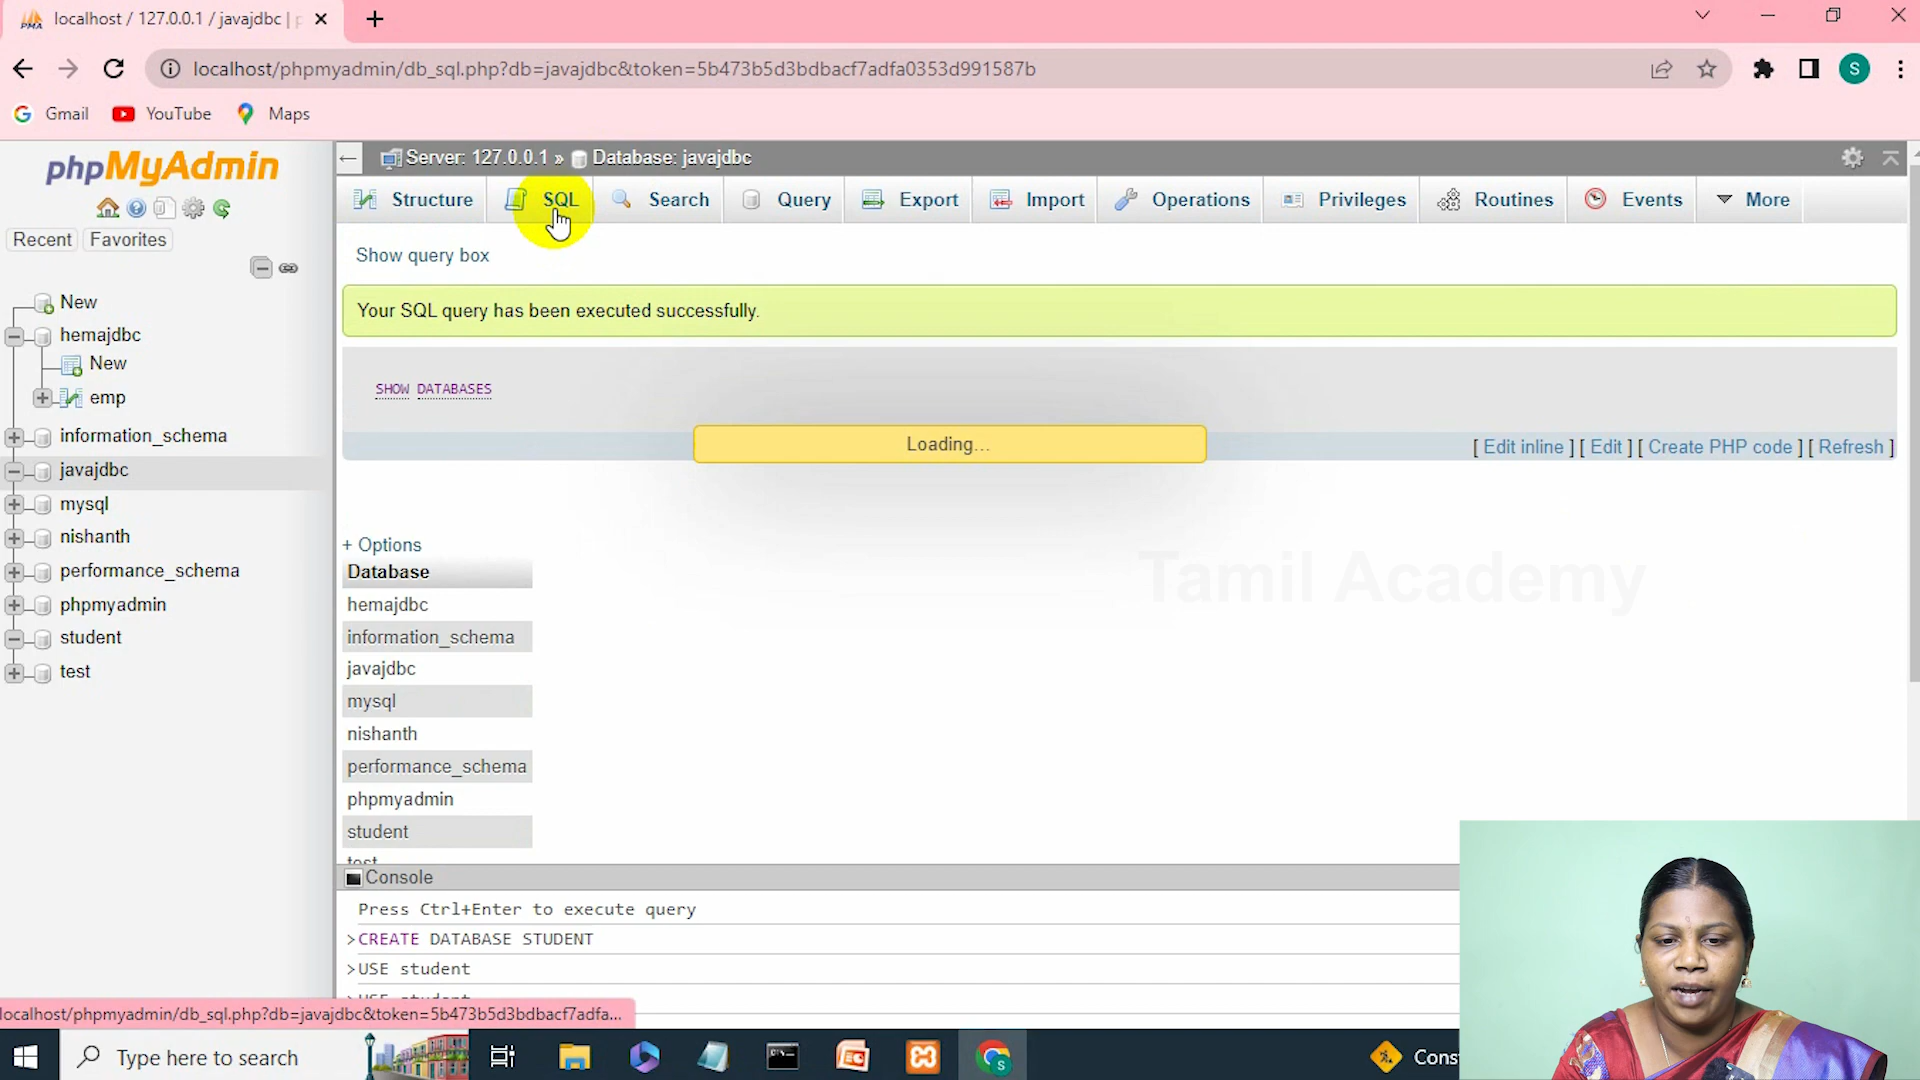 localhost / 127.0.0.1 / javajdbc |
localhost/phpmyadmin/db_sql.php?db=javajdbc&token=5b473b5d3bdbacf7adfa0353d991587b
S
Gmail YouTube Maps
phpMyAdmin
Recent Favorites
New
hemajdbc
New
emp
information_schema
javajdbc
mysql
nishanth
performance_schema
phpmyadmin
student
test
Server: 127.0.0.1 » Database: javajdbc
Structure SQL Search Query Export Import Operations Privileges Routines Events More
Show query box
Your SQL query has been executed successfully.
SHOW DATABASES
Loading…
[ Edit inline ] [ Edit ] [ Create PHP code ] [ Refresh ]
+ Options
Database
hemajdbc
information_schema
javajdbc
mysql
nishanth
performance_schema
phpmyadmin
student
test
Tamil Academy
Console
Press Ctrl+Enter to execute query
>CREATE DATABASE STUDENT
>USE student
>USE student
localhost/phpmyadmin/db_sql.php?db=javajdbc&token=5b473b5d3bdbacf7adfa...
Type here to search
Const